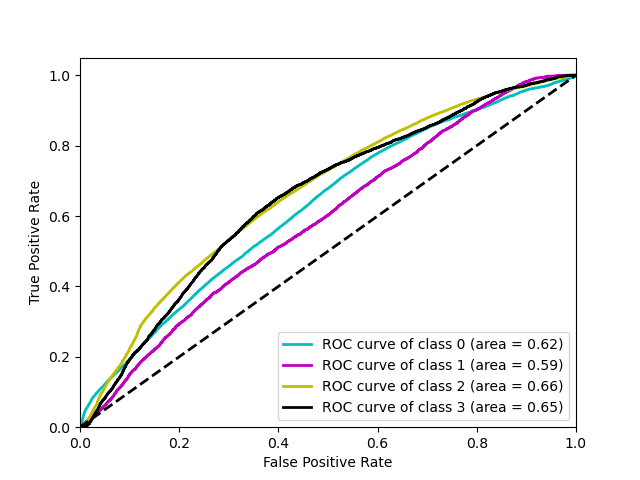 1.0
0.8
0.6
0.4
0.2
0.0
True Positive Rate
ROC curve of class 0 (area = 0.62)
ROC curve of class 1 (area = 0.59)
ROC curve of class 2 (area = 0.66)
ROC curve of class 3 (area = 0.65)
0.0 0.2 0.4 0.6 0.8 1.0
False Positive Rate